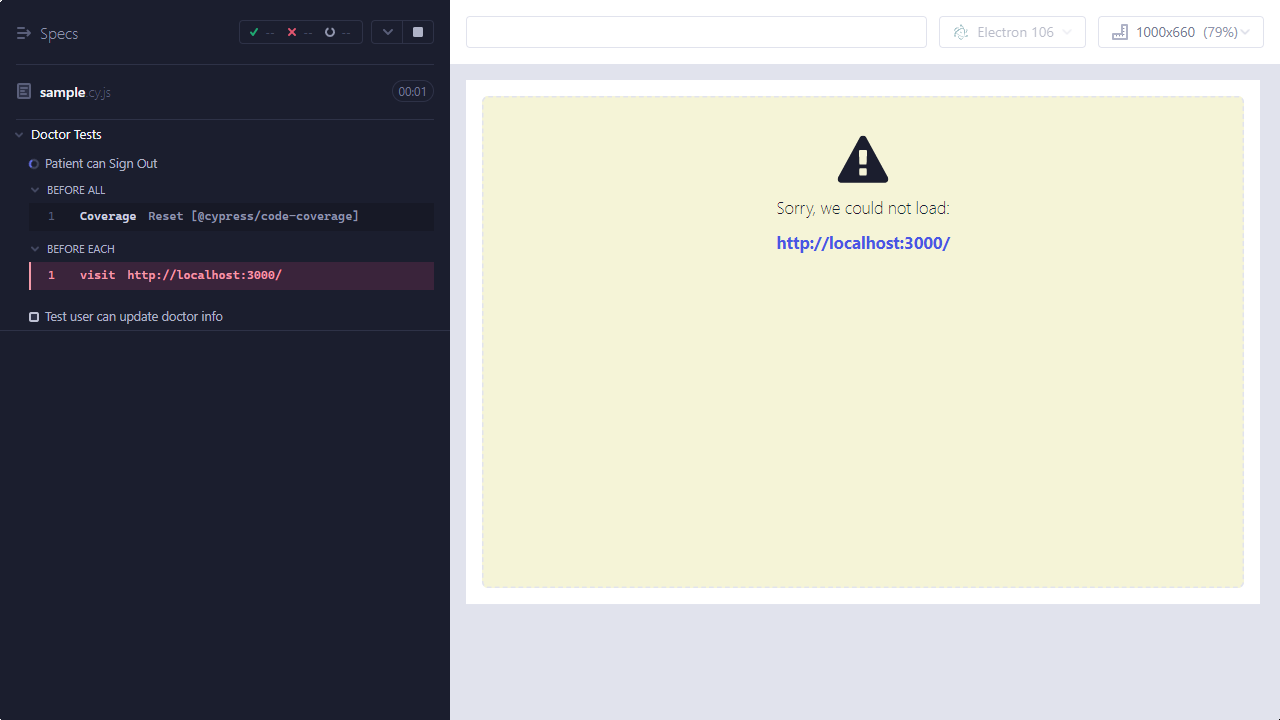 Specs
--
--
--
Electron 106
1000x660 (79%)
sample.cy.js
00:01
Doctor Tests
Patient can Sign Out
BEFORE ALL
1 Coverage Reset [@cypress/code-coverage]
BEFORE EACH
1 visit http://localhost:3000/
Test user can update doctor info
Sorry, we could not load:
http://localhost:3000/